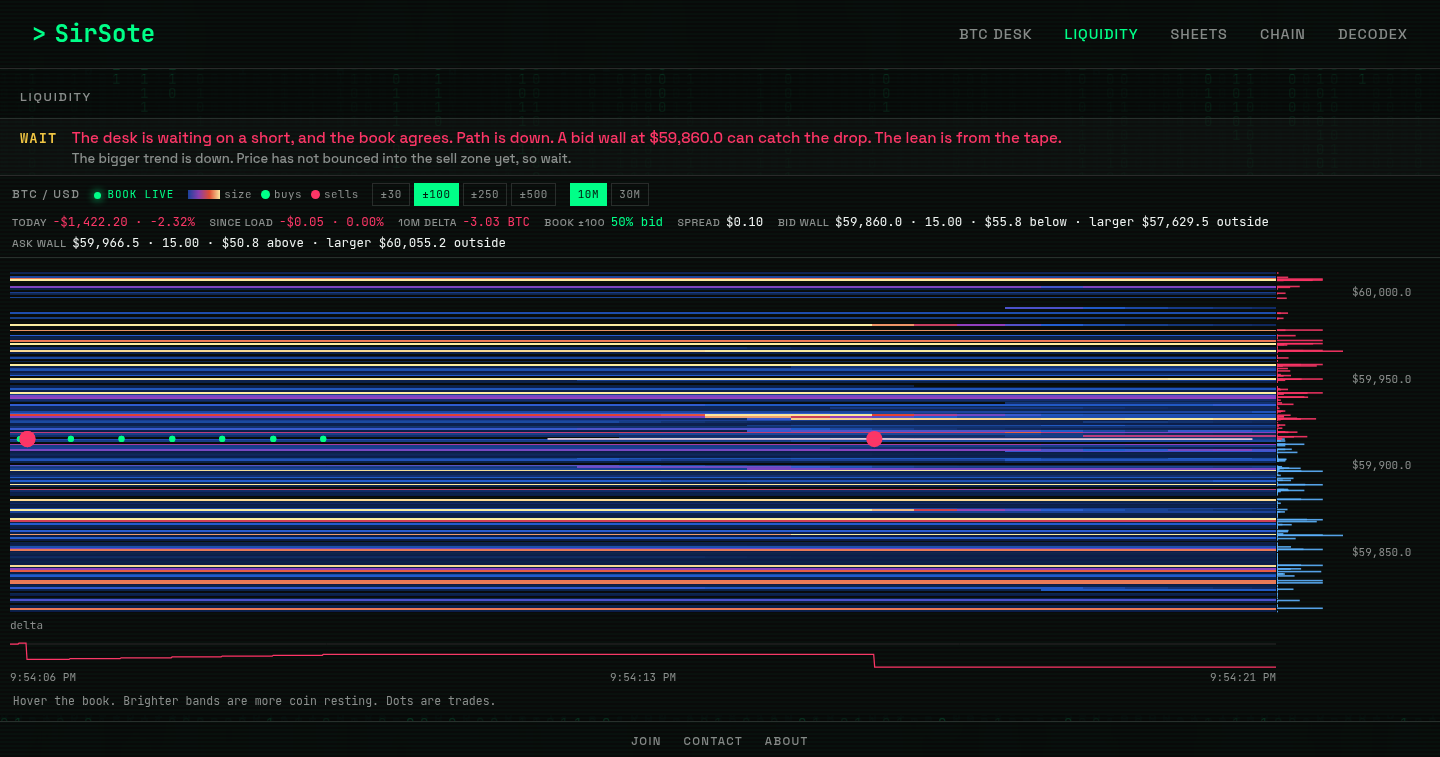 > SirSote
BTC DESK LIQUIDITY SHEETS CHAIN DECODEX
LIQUIDITY
WAIT The desk is waiting on a short, and the book agrees. Path is down. A bid wall at $59,860.0 can catch the drop. The lean is from the tape.
The bigger trend is down. Price has not bounced into the sell zone yet, so wait.
BTC / USD BOOK LIVE size buys sells ±30 ±100 ±250 ±500 10M 30M
TODAY -$1,422.20 · -2.32% SINCE LOAD -$0.05 · 0.00% 10M DELTA -3.03 BTC BOOK ±100 50% bid SPREAD $0.10 BID WALL $59,860.0 · 15.00 · $55.8 below · larger $57,629.5 outside
ASK WALL $59,966.5 · 15.00 · $50.8 above · larger $60,055.2 outside
$60,000.0
$59,950.0
$59,900.0
$59,850.0
delta
9:54:06 PM 9:54:13 PM 9:54:21 PM
Hover the book. Brighter bands are more coin resting. Dots are trades.
JOIN CONTACT ABOUT